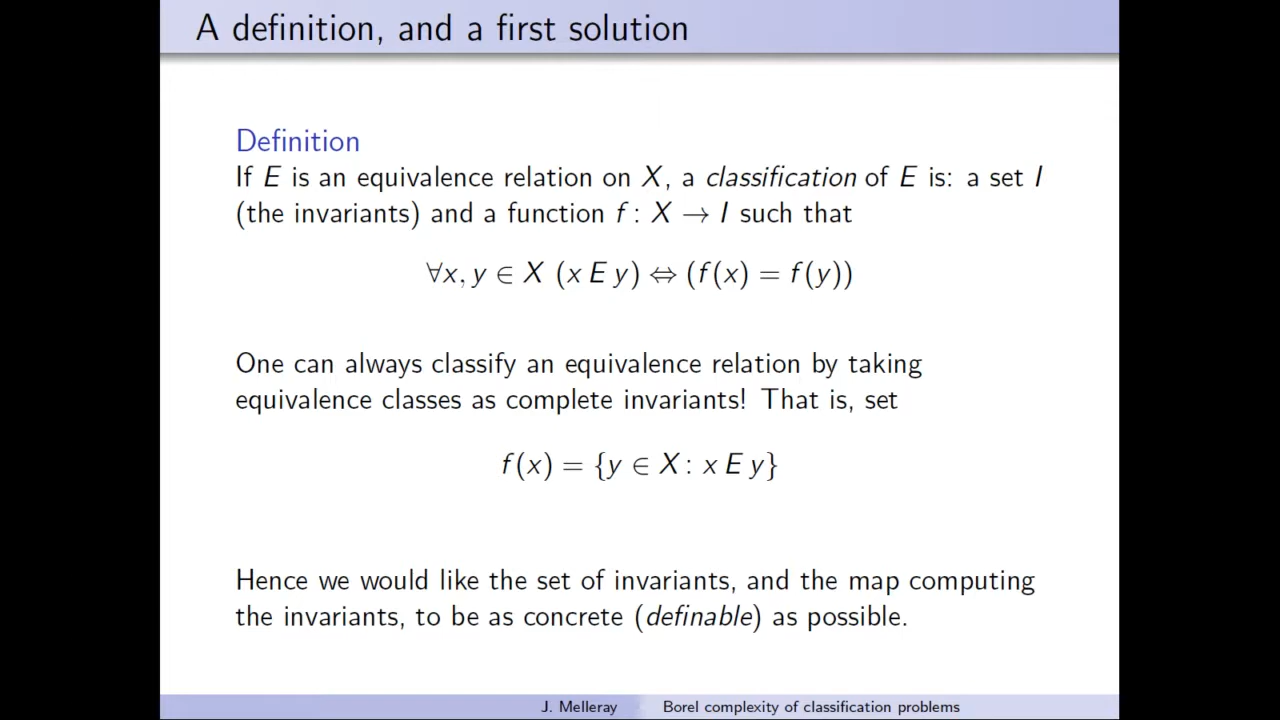 A definition, and a first solution
Definition
If E is an equivalence relation on X, a classification of E is: a set I
(the invariants) and a function f : X → I such that
∀x, y ∈ X (x E y) ⇔ (f(x) = f(y))
One can always classify an equivalence relation by taking
equivalence classes as complete invariants! That is, set
f(x) = {y ∈ X : x E y}
Hence we would like the set of invariants, and the map computing
the invariants, to be as concrete (definable) as possible.
J. Melleray Borel complexity of classification problems